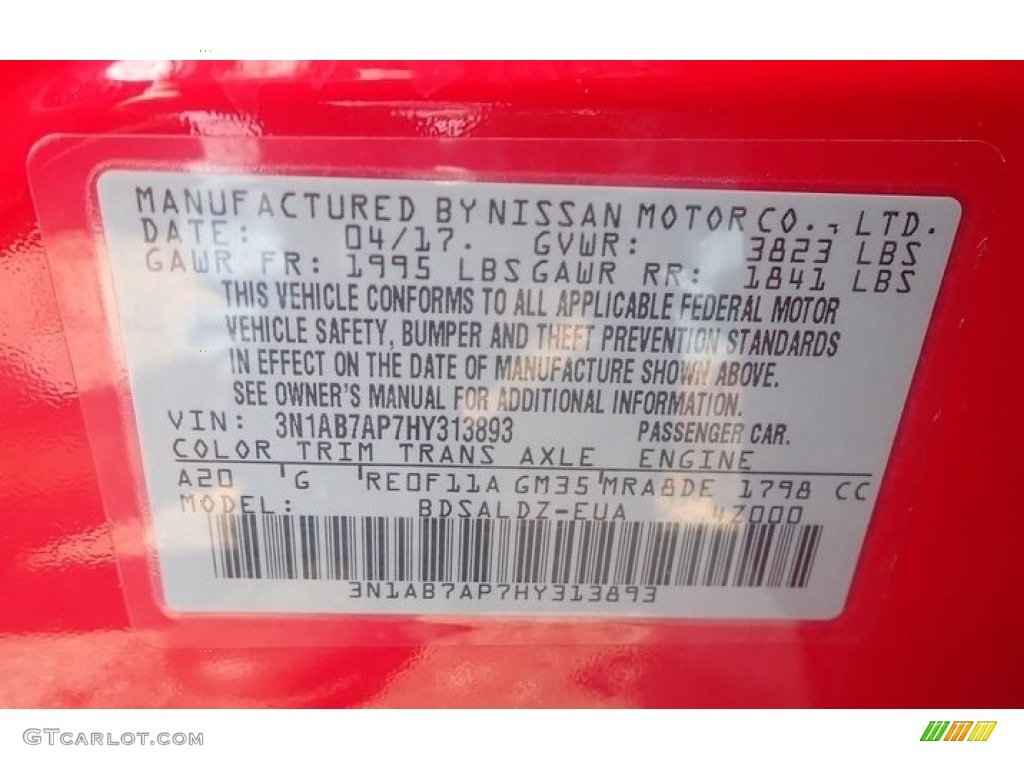 MANUFACTURED BY NISSAN MOTOR CO., LTD.
DATE: 04/17. GVWR: 3823 LBS
GAWR FR: 1995 LBS GAWR RR: 1841 LBS
THIS VEHICLE CONFORMS TO ALL APPLICABLE FEDERAL MOTOR
VEHICLE SAFETY, BUMPER AND THEFT PREVENTION STANDARDS
IN EFFECT ON THE DATE OF MANUFACTURE SHOWN ABOVE.
SEE OWNER'S MANUAL FOR ADDITIONAL INFORMATION.
VIN: 3N1AB7AP7HY313893 PASSENGER CAR.
COLOR TRIM TRANS AXLE ENGINE
A20 G RE0F11A GM35 MRA8DE 1798 CC
MODEL: BDSALDZ-EUA 4Z000
3N1AB7AP7HY313893
GTCARLOT.COM